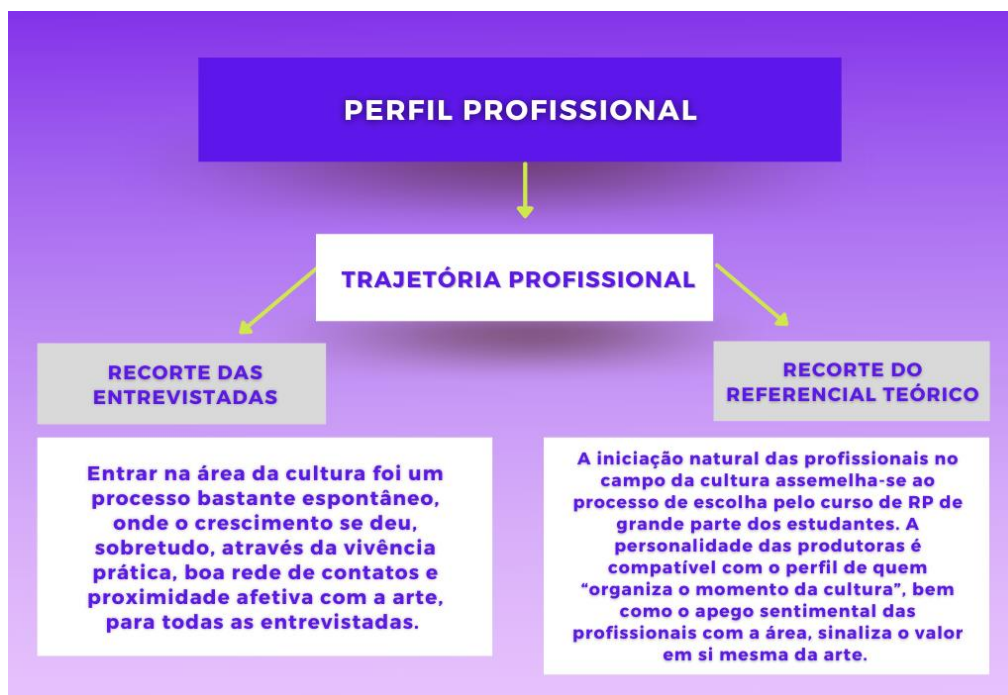 PERFIL PROFISSIONAL
TRAJETÓRIA PROFISSIONAL
RECORTE DAS
ENTREVISTADAS
Entrar na área da cultura foi um
processo bastante espontâneo,
onde o crescimento se deu,
sobretudo, através da vivência
prática, boa rede de contatos e
proximidade afetiva com a arte,
para todas as entrevistadas.
RECORTE DO
REFERENCIAL TEÓRICO
A iniciação natural das profissionais no
campo da cultura assemelha-se ao
processo de escolha pelo curso de RP de
grande parte dos estudantes. A
personalidade das produtoras é
compatível com o perfil de quem
“organiza o momento da cultura”, bem
como o apego sentimental das
profissionais com a área, sinaliza o valor
em si mesma da arte.